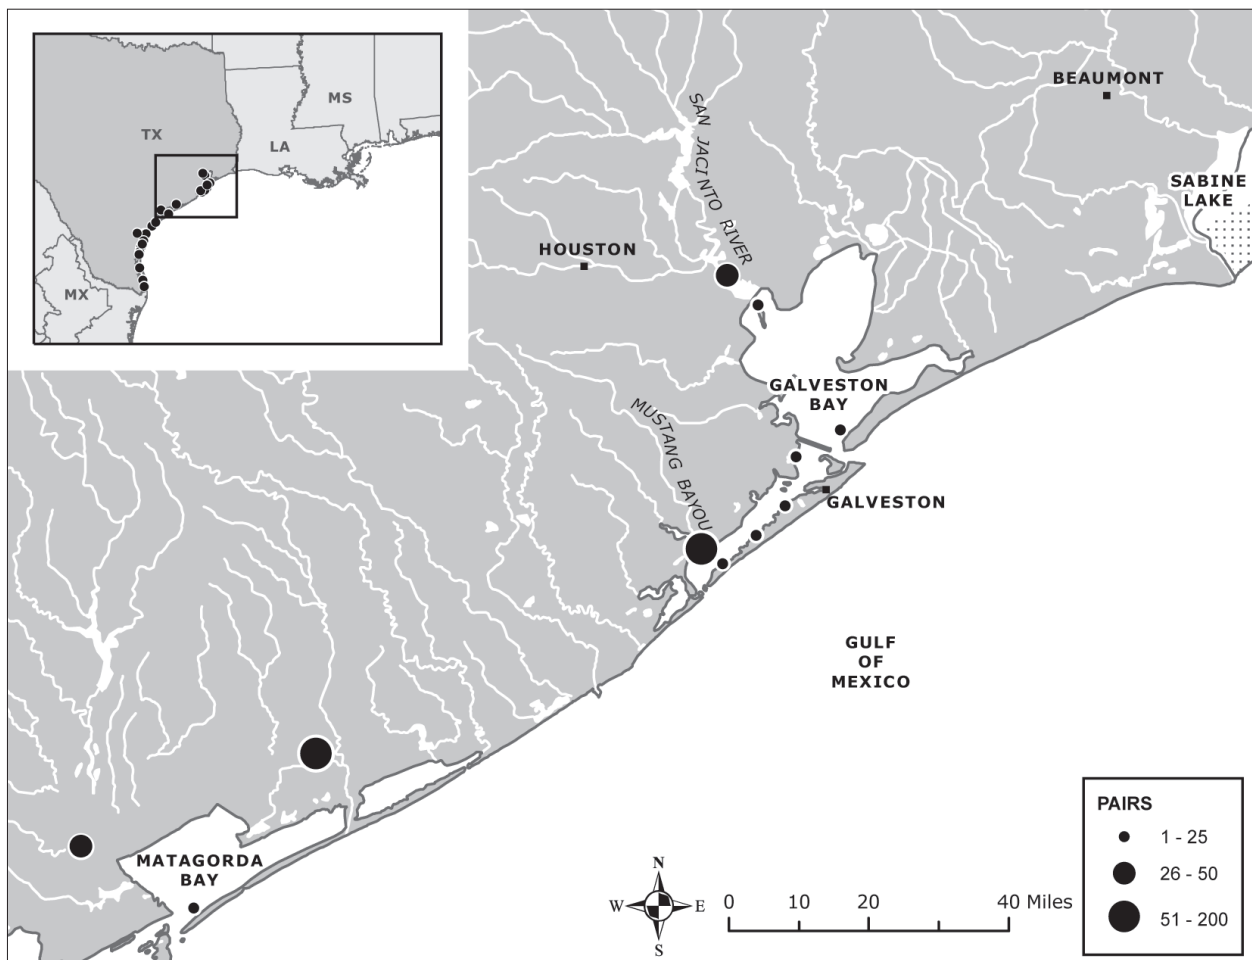 TX
MS
LA
MX
BEAUMONT
SABINE
LAKE
SAN JACINTO RIVER
HOUSTON
GALVESTON
BAY
MUSTANG BAYOU
GALVESTON
GULF
OF
MEXICO
MATAGORDA
BAY
N
W
E
S
0 10 20 40 Miles
PAIRS
1 - 25
26 - 50
51 - 200